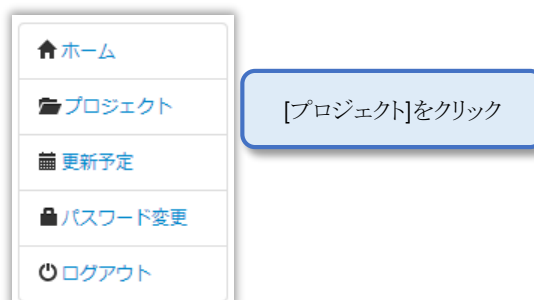 ホーム
プロジェクト
[プロジェクト]をクリック
更新予定
パスワード変更
ログアウト